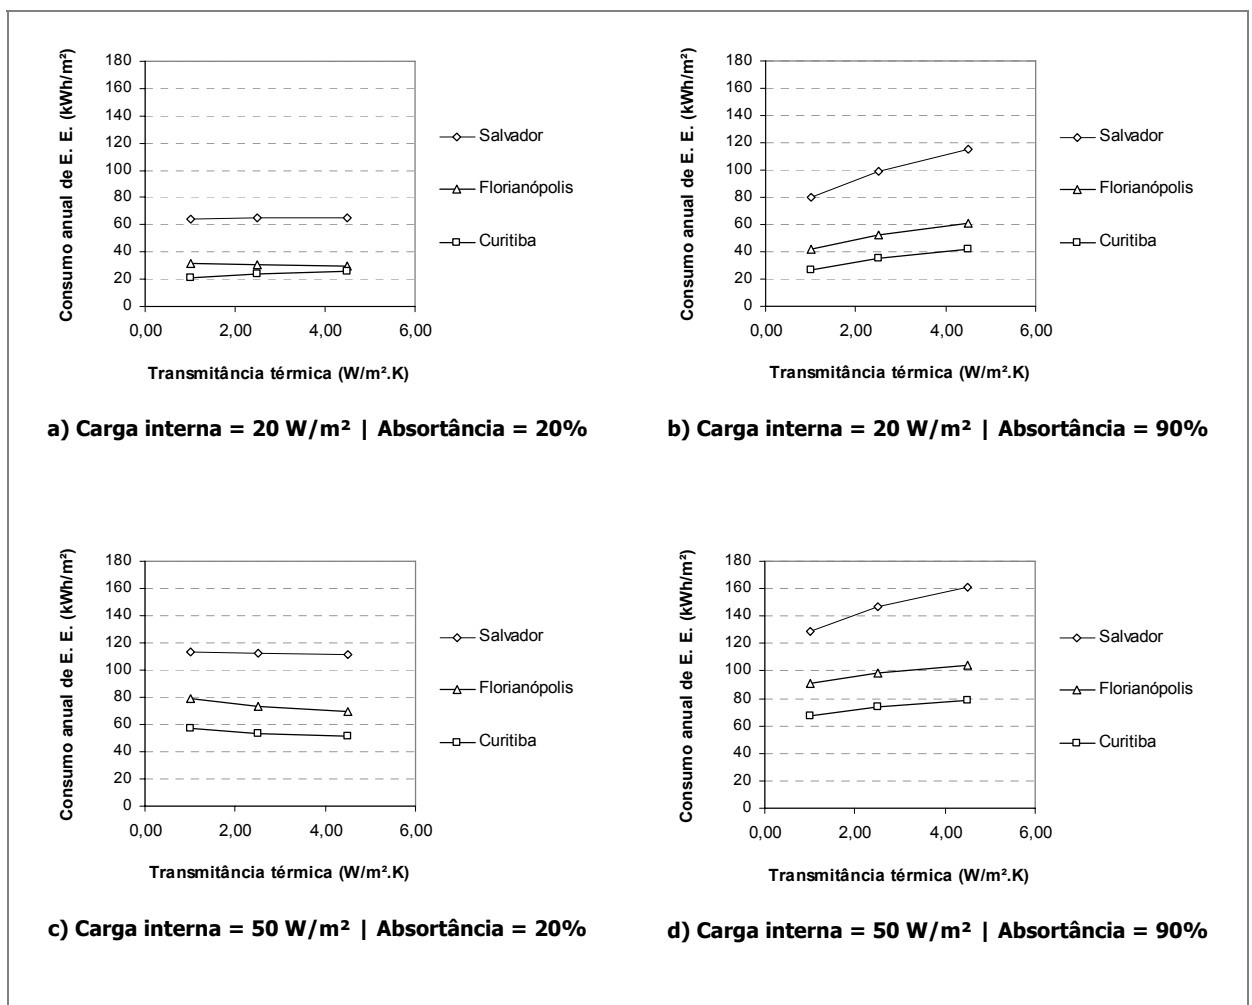 Consumo anual de E. E. (kWh/m²)
180
160
140
120
100
80
60
40
20
0
0,00
2,00
4,00
6,00
Transmitância térmica (W/m².K)
Salvador
Florianópolis
Curitiba
a) Carga interna = 20 W/m² | Absortância = 20%
Consumo anual de E. E. (kWh/m²)
180
160
140
120
100
80
60
40
20
0
0,00
2,00
4,00
6,00
Transmitância térmica (W/m².K)
Salvador
Florianópolis
Curitiba
b) Carga interna = 20 W/m² | Absortância = 90%
Consumo anual de E. E. (kWh/m²)
180
160
140
120
100
80
60
40
20
0
0,00
2,00
4,00
6,00
Transmitância térmica (W/m².K)
Salvador
Florianópolis
Curitiba
c) Carga interna = 50 W/m² | Absortância = 20%
Consumo anual de E. E. (kWh/m²)
180
160
140
120
100
80
60
40
20
0
0,00
2,00
4,00
6,00
Transmitância térmica (W/m².K)
Salvador
Florianópolis
Curitiba
d) Carga interna = 50 W/m² | Absortância = 90%